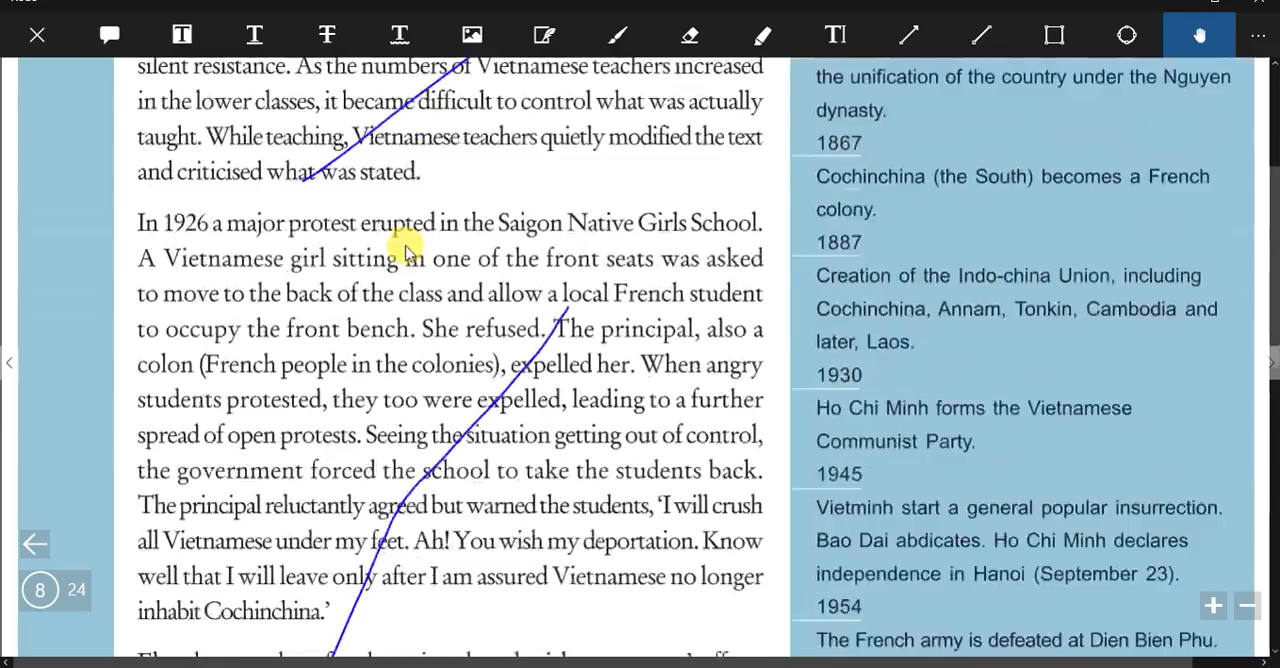 silent resistance. As the numbers of Vietnamese teachers increased
in the lower classes, it became difficult to control what was actually
taught. While teaching, Vietnamese teachers quietly modified the text
and criticised what was stated.
In 1926 a major protest erupted in the Saigon Native Girls School.
A Vietnamese girl sitting in one of the front seats was asked
to move to the back of the class and allow a local French student
to occupy the front bench. She refused. The principal, also a
colon (French people in the colonies), expelled her. When angry
students protested, they too were expelled, leading to a further
spread of open protests. Seeing the situation getting out of control,
the government forced the school to take the students back.
The principal reluctantly agreed but warned the students, ‘I will crush
all Vietnamese under my feet. Ah! You wish my deportation. Know
well that I will leave only after I am assured Vietnamese no longer
inhabit Cochinchina.’
the unification of the country under the Nguyen
dynasty.
1867
Cochinchina (the South) becomes a French
colony.
1887
Creation of the Indo-china Union, including
Cochinchina, Annam, Tonkin, Cambodia and
later, Laos.
1930
Ho Chi Minh forms the Vietnamese
Communist Party.
1945
Vietminh start a general popular insurrection.
Bao Dai abdicates. Ho Chi Minh declares
independence in Hanoi (September 23).
1954
The French army is defeated at Dien Bien Phu.
8 24